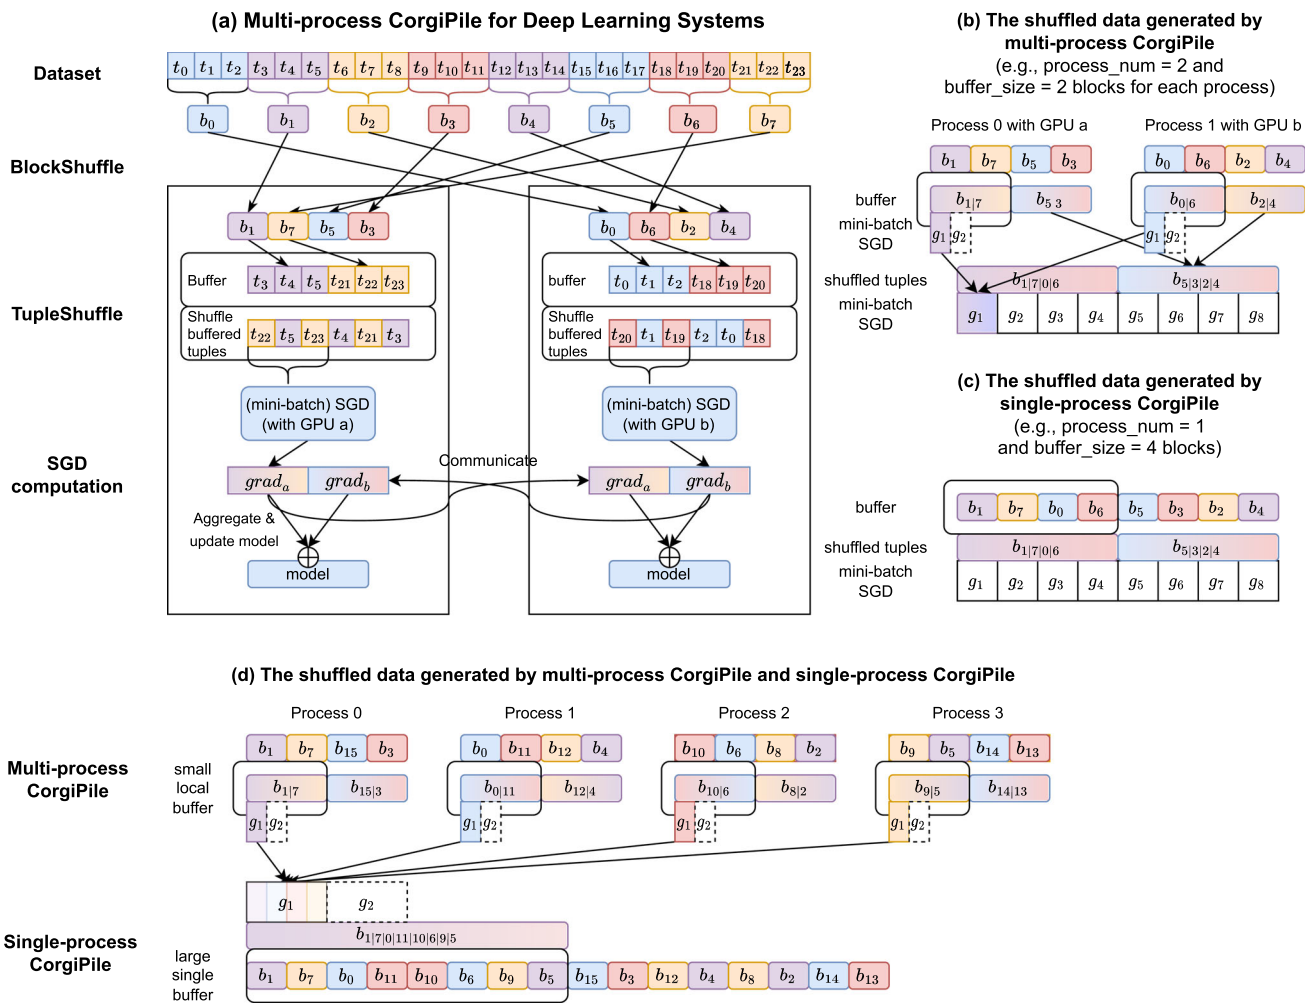 (a) Multi-process CorgiPile for Deep Learning Systems
Dataset
t0 t1 t2 t3 t4 t5 t6 t7 t8 t9 t10 t11 t12 t13 t14 t15 t16 t17 t18 t19 t20 t21 t22 t23
b0 b1 b2 b3 b4 b5 b6 b7
BlockShuffle
b1 b7 b5 b3
b0 b6 b2 b4
TupleShuffle
Buffer
t3 t4 t5 t21 t22 t23
buffer
t0 t1 t2 t18 t19 t20
Shuffle
buffered
tuples
t22 t5 t23 t4 t21 t3
Shuffle
buffered
tuples
t20 t1 t19 t2 t0 t18
(mini-batch) SGD
(with GPU a)
(mini-batch) SGD
(with GPU b)
SGD
computation
Communicate
grad_a grad_b
grad_a grad_b
Aggregate &
update model
model
model
(b) The shuffled data generated by
multi-process CorgiPile
(e.g., process_num = 2 and
buffer_size = 2 blocks for each process)
Process 0 with GPU a
Process 1 with GPU b
b1 b7 b5 b3
b0 b6 b2 b4
buffer
b1|7 b5 3
b0|6 b2|4
mini-batch
SGD
g1 g2
g1 g2
shuffled tuples
b1|7|0|6 b5|3|2|4
mini-batch
SGD
g1 g2 g3 g4 g5 g6 g7 g8
(c) The shuffled data generated by
single-process CorgiPile
(e.g., process_num = 1
and buffer_size = 4 blocks)
buffer
b1 b7 b0 b6 b5 b3 b2 b4
shuffled tuples
b1|7|0|6 b5|3|2|4
mini-batch
SGD
g1 g2 g3 g4 g5 g6 g7 g8
(d) The shuffled data generated by multi-process CorgiPile and single-process CorgiPile
Process 0
Process 1
Process 2
Process 3
Multi-process
CorgiPile
b1 b7 b15 b3
b0 b11 b12 b4
b10 b6 b8 b2
b9 b5 b14 b13
small
local
buffer
b1|7 b15|3
b0|11 b12|4
b10|6 b8|2
b9|5 b14|13
g1 g2
g1 g2
g1 g2
g1 g2
g1 g2
b1|7|0|11|10|6|9|5
Single-process
CorgiPile
large
single
buffer
b1 b7 b0 b11 b10 b6 b9 b5 b15 b3 b12 b4 b8 b2 b14 b13